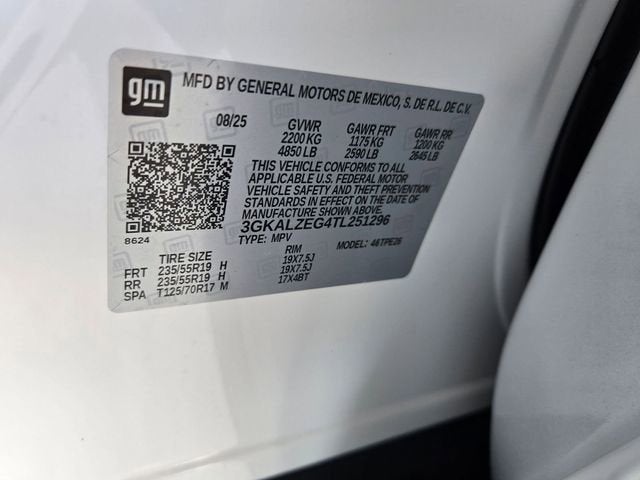 gm
MFD BY GENERAL MOTORS DE MEXICO, S. DE R.L. DE C.V.
08/25 GVWR GAWR FRT GAWR RR
2200 KG 1175 KG 1200 KG
4850 LB 2590 LB 2645 LB
THIS VEHICLE CONFORMS TO ALL
APPLICABLE U.S. FEDERAL MOTOR
VEHICLE SAFETY AND THEFT PREVENTION
STANDARDS IN EFFECT ON THE DATE OF
MANUFACTURE SHOWN ABOVE.
3GKALZEG4TL251296
8624 TYPE: MPV MODEL: 46TPE26
TIRE SIZE RIM
FRT 235/55R19 H 19X7.5J
RR 235/55R19 H 19X7.5J
SPA T125/70R17 M 17X4BT